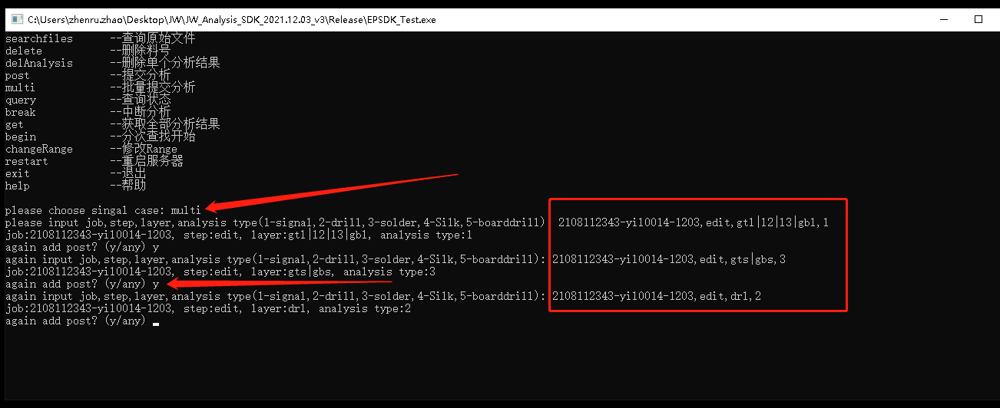 C:\Users\zhenru.zhao\Desktop\JW\JW_Analysis_SDK_2021.12.03_v3\Release\EPSDK_Test.exe
searchfiles --查询原始文件
delete --删除料号
delAnalysis --删除单个分析结果
post --提交分析
multi --批量提交分析
query --查询状态
break --中断分析
get --获取全部分析结果
begin --分次查找开始
changeRange --修改Range
restart --重启服务器
exit --退出
help --帮助
please choose singal case: multi
please input job,step,layer,analysis type(1-signal,2-drill,3-solder,4-Silk,5-boarddrill) 2108112343-yi10014-1203,edit,gtl|l2|l3|gbl,1
job:2108112343-yi10014-1203, step:edit, layer:gtl|l2|l3|gbl, analysis type:1
again add post? (y/any) y
again input job,step,layer,analysis type(1-signal,2-drill,3-solder,4-Silk,5-boarddrill): 2108112343-yi10014-1203,edit,gts|gbs,3
job:2108112343-yi10014-1203, step:edit, layer:gts|gbs, analysis type:3
again add post? (y/any) y
again input job,step,layer,analysis type(1-signal,2-drill,3-solder,4-Silk,5-boarddrill): 2108112343-yi10014-1203,edit,drl,2
job:2108112343-yi10014-1203, step:edit, layer:drl, analysis type:2
again add post? (y/any)